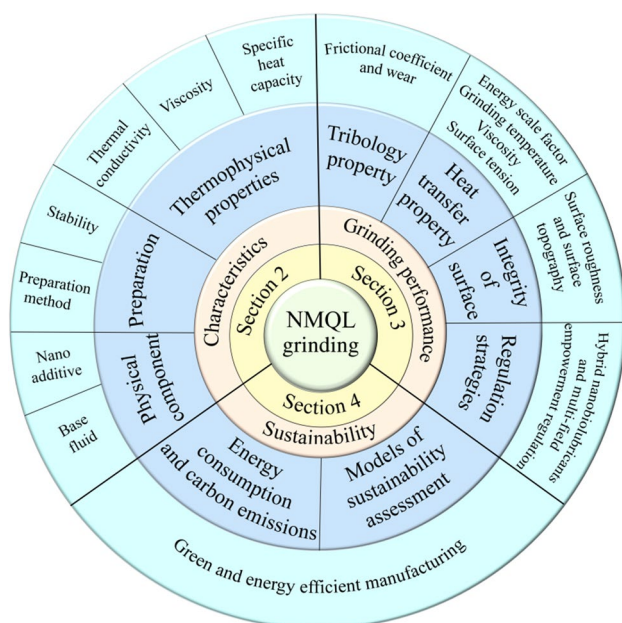 NMQL
grinding
Section 2
Section 3
Section 4
Characteristics
Grinding performance
Sustainability
Thermophysical
properties
Preparation
Physical
component
Tribology
property
Heat
transfer
property
Integrity
of
surface
Regulation
strategies
Energy
consumption
and carbon emissions
Models of
sustainability
assessment
Specific
heat
capacity
Viscosity
Thermal
conductivity
Stability
Preparation
method
Nano
additive
Base
fluid
Frictional coefficient
and wear
Energy scale factor
Grinding temperature
Viscosity
Surface tension
Surface roughness
and surface
topography
Hybrid nanobiolubricants
and multi-field
empowerment regulation
Green and energy efficient manufacturing